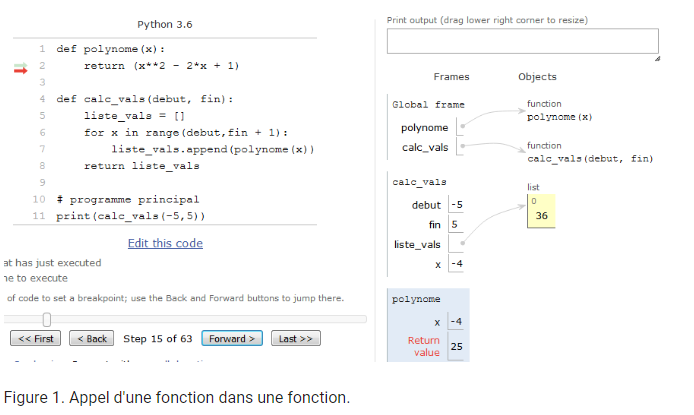 Python 3.6
1 def polynome(x):
2 return (x**2 - 2*x + 1)
3
4 def calc_vals(debut, fin):
5 liste_vals = []
6 for x in range(debut,fin + 1):
7 liste_vals.append(polynome(x))
8 return liste_vals
9
10 # programme principal
11 print(calc_vals(-5,5))
Edit this code
at has just executed
ne to execute
of code to set a breakpoint; use the Back and Forward buttons to jump there.
<< First < Back Step 15 of 63 Forward > Last >>
Print output (drag lower right corner to resize)
Frames Objects
Global frame
polynome
calc_vals
function
polynome(x)
function
calc_vals(debut, fin)
calc_vals
debut -5
fin 5
liste_vals
x -4
list
0
36
polynome
x -4
Return
value 25
Figure 1. Appel d'une fonction dans une fonction.